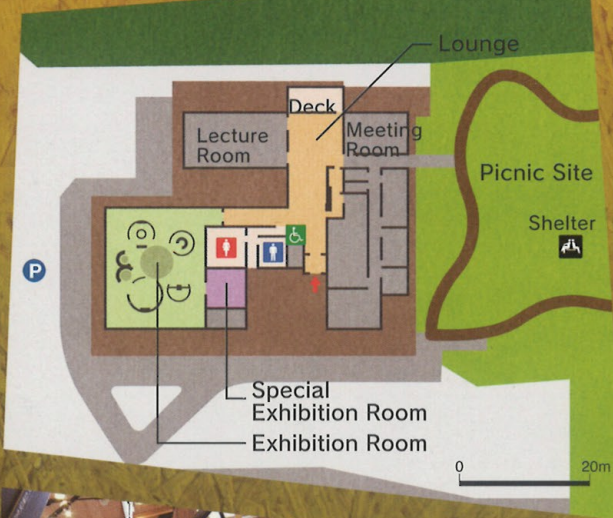 Lounge
Deck
Lecture
Room
Meeting
Room
Picnic Site
Shelter
P
Special
Exhibition Room
Exhibition Room
0 20m